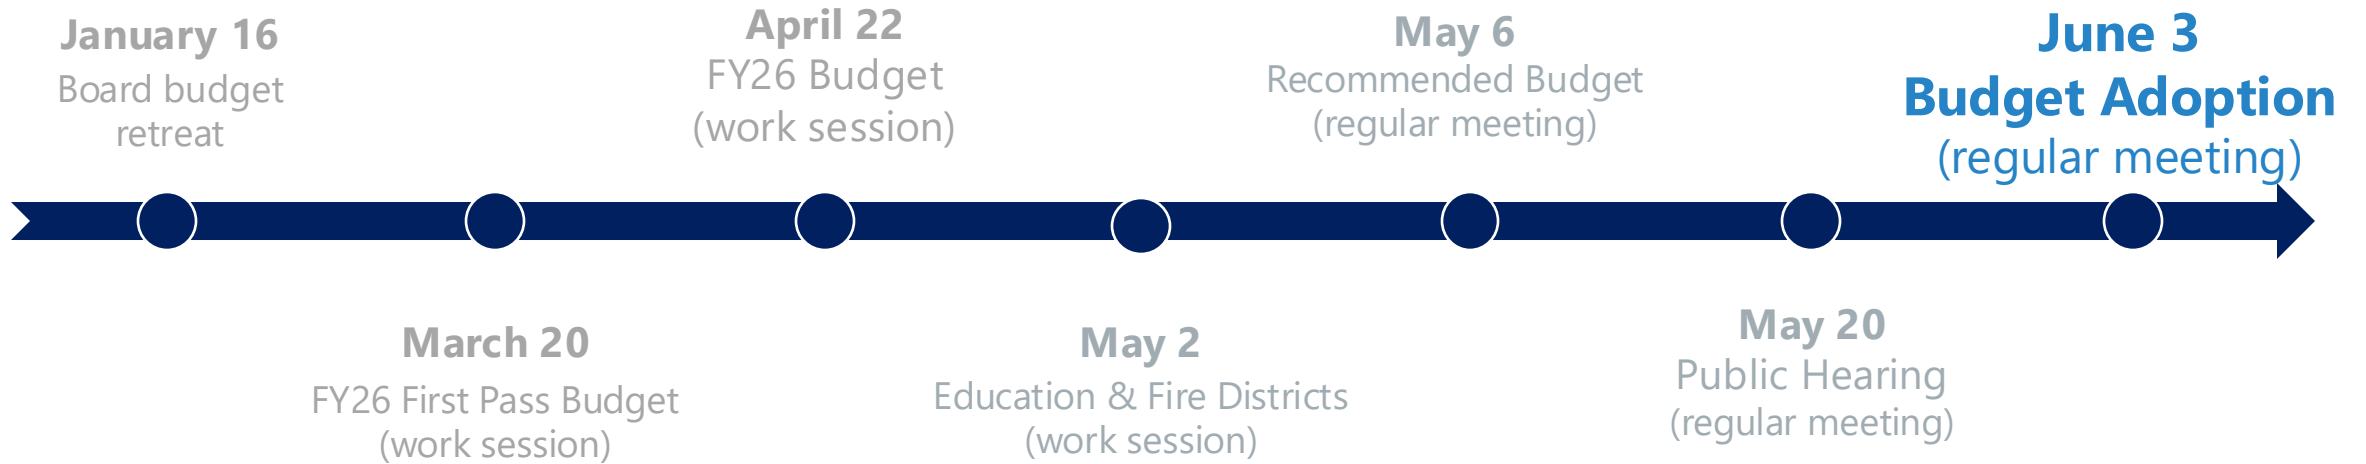 January 16
Board budget
retreat
March 20
FY26 First Pass Budget
(work session)
April 22
FY26 Budget
(work session)
May 2
Education & Fire Districts
(work session)
May 6
Recommended Budget
(regular meeting)
May 20
Public Hearing
(regular meeting)
June 3
Budget Adoption
(regular meeting)